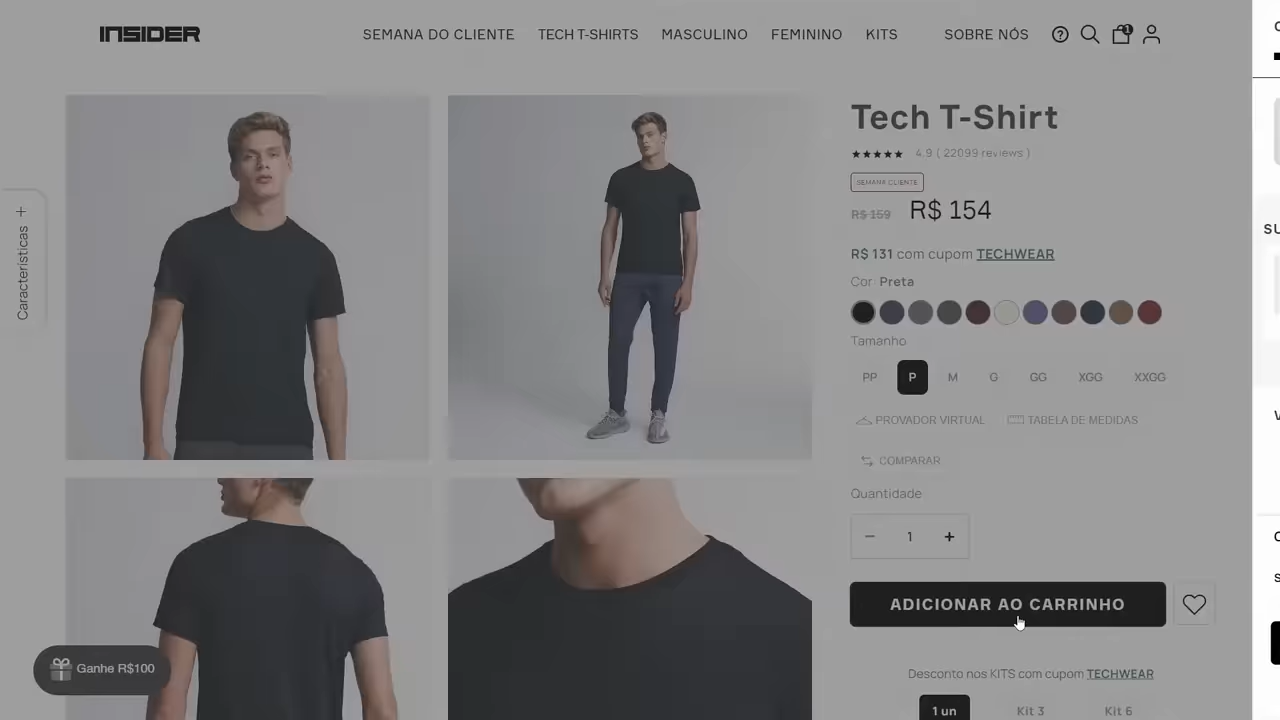 INSIDER
SEMANA DO CLIENTE TECH T-SHIRTS MASCULINO FEMININO KITS SOBRE NÓS
1
Tech T-Shirt
4.9 ( 22099 reviews )
SEMANA CLIENTE
R$ 159 R$ 154
R$ 131 com cupom TECHWEAR
Cor Preta
Tamanho
PP P M G GG XGG XXGG
PROVADOR VIRTUAL TABELA DE MEDIDAS
COMPARAR
Quantidade
− 1 +
ADICIONAR AO CARRINHO
Desconto nos KITS com cupom TECHWEAR
1 un Kit 3 Kit 6
Características +
Ganhe R$100
SU